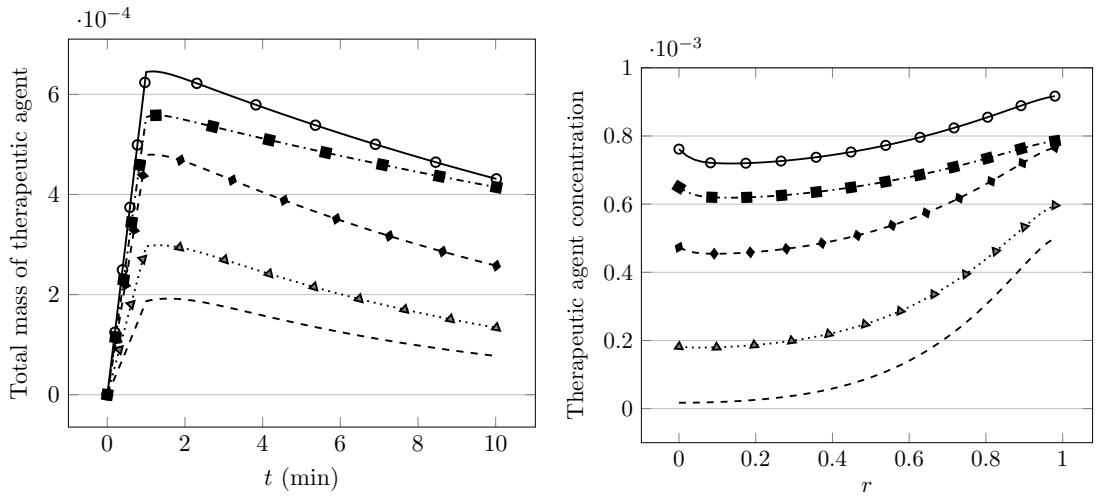 ·10⁻⁴
6
4
2
0
Total mass of therapeutic agent
0 2 4 6 8 10
t (min)
·10⁻³
1
0.8
0.6
0.4
0.2
0
Therapeutic agent concentration
0 0.2 0.4 0.6 0.8 1
r